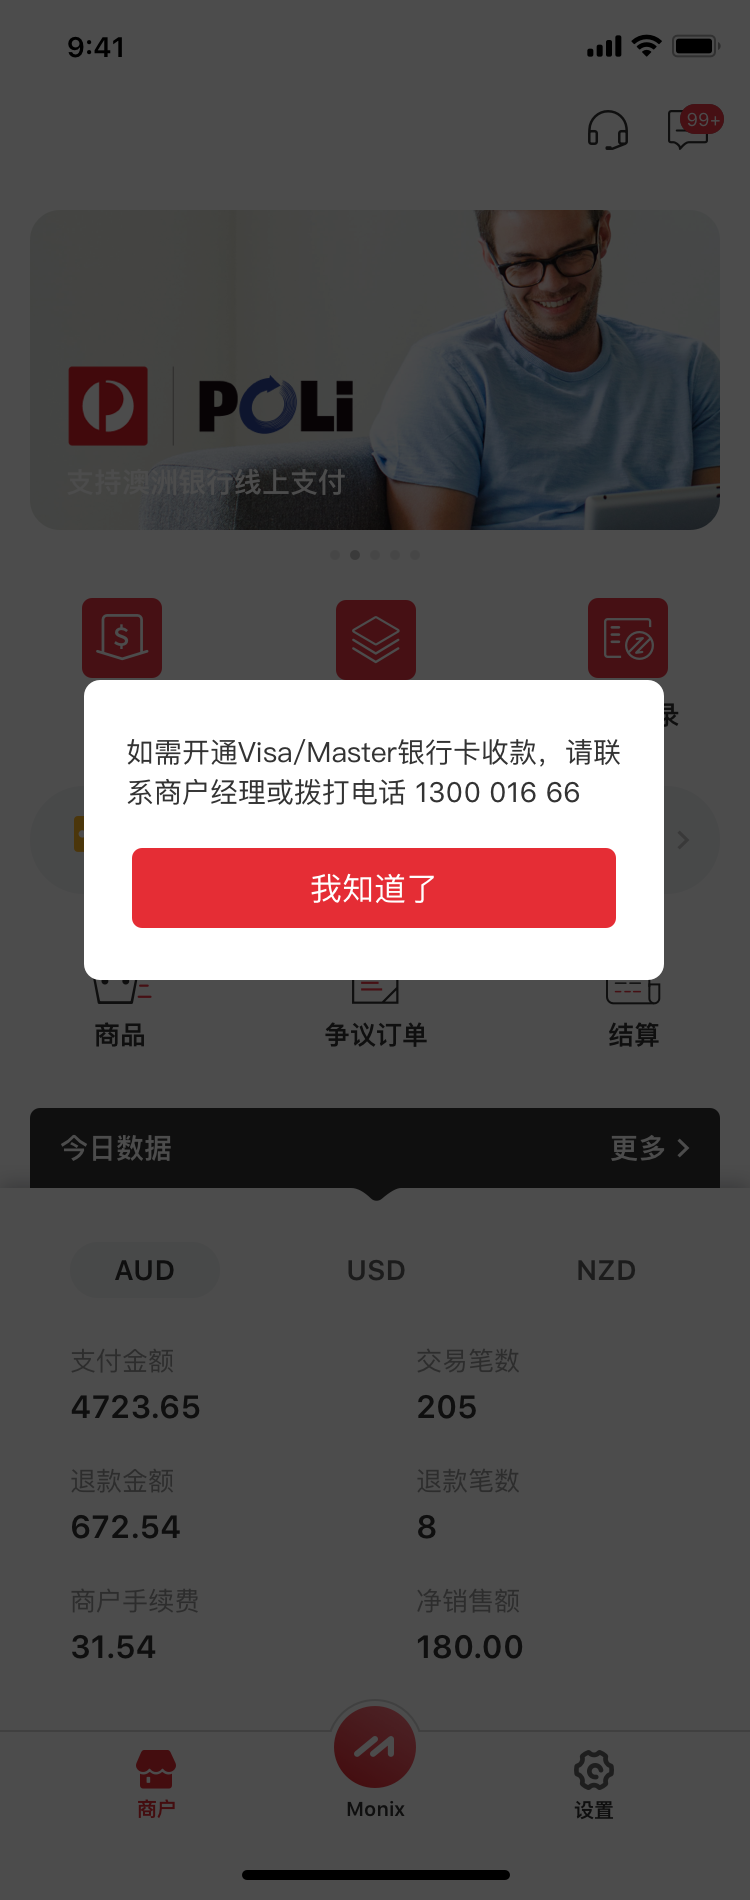 9:41
99+
POLi
支持澳洲银行线上支付
录
如需开通Visa/Master银行卡收款，请联
系商户经理或拨打电话 1300 016 66
我知道了
商品 争议订单 结算
今日数据 更多
AUD USD NZD
支付金额 交易笔数
4723.65 205
退款金额 退款笔数
672.54 8
商户手续费 净销售额
31.54 180.00
商户 Monix 设置